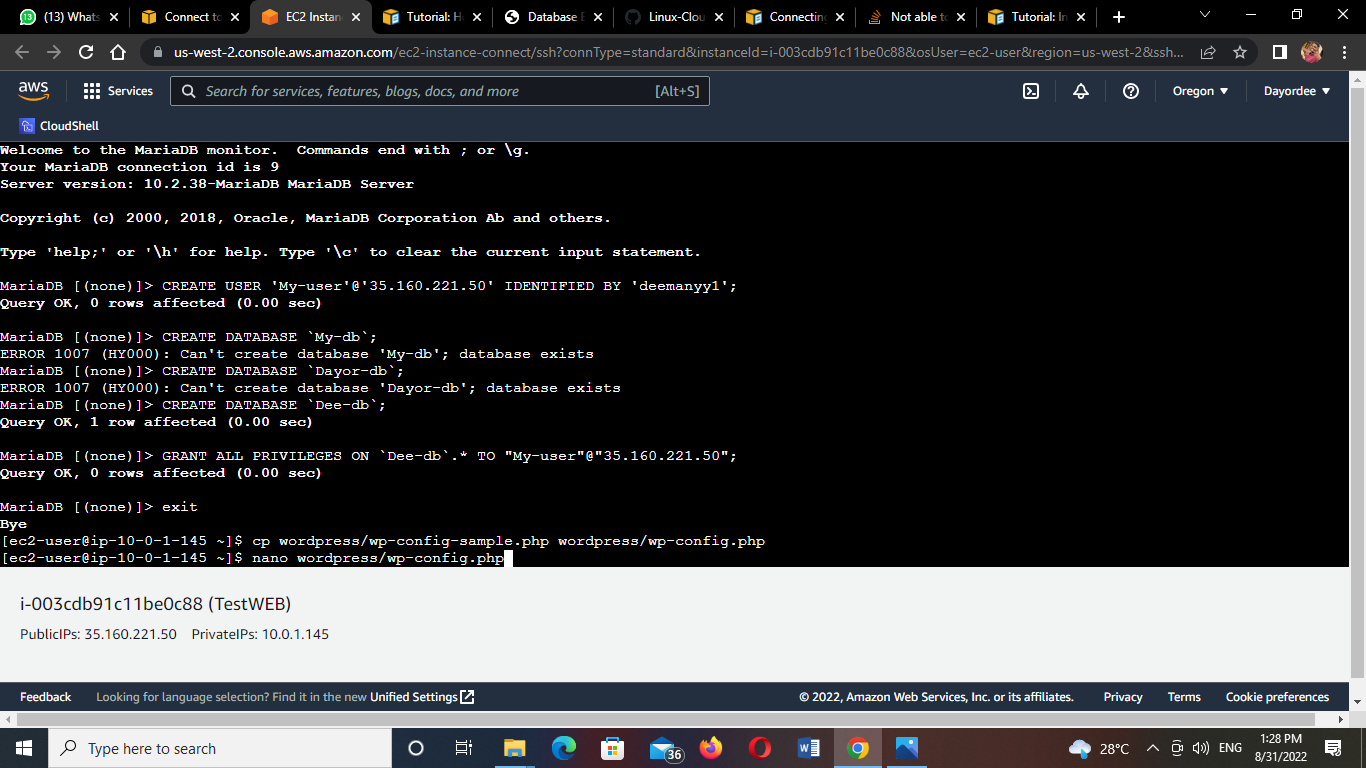 (13) Whats
Connect to
EC2 Instan
Tutorial: H
Database E
Linux-Clou
Connecting
Not able to
Tutorial: In
us-west-2.console.aws.amazon.com/ec2-instance-connect/ssh?connType=standard&instanceId=i-003cdb91c11be0c88&osUser=ec2-user&region=us-west-2&ssh...
aws
Services
Search for services, features, blogs, docs, and more
[Alt+S]
Oregon
Dayordee
CloudShell
Welcome to the MariaDB monitor.  Commands end with ; or \g.
Your MariaDB connection id is 9
Server version: 10.2.38-MariaDB MariaDB Server
Copyright (c) 2000, 2018, Oracle, MariaDB Corporation Ab and others.
Type 'help;' or '\h' for help. Type '\c' to clear the current input statement.
MariaDB [(none)]> CREATE USER 'My-user'@'35.160.221.50' IDENTIFIED BY 'deemanyy1';
Query OK, 0 rows affected (0.00 sec)
MariaDB [(none)]> CREATE DATABASE `My-db`;
ERROR 1007 (HY000): Can't create database 'My-db'; database exists
MariaDB [(none)]> CREATE DATABASE `Dayor-db`;
ERROR 1007 (HY000): Can't create database 'Dayor-db'; database exists
MariaDB [(none)]> CREATE DATABASE `Dee-db`;
Query OK, 1 row affected (0.00 sec)
MariaDB [(none)]> GRANT ALL PRIVILEGES ON `Dee-db`.* TO "My-user"@"35.160.221.50";
Query OK, 0 rows affected (0.00 sec)
MariaDB [(none)]> exit
Bye
[ec2-user@ip-10-0-1-145 ~]$ cp wordpress/wp-config-sample.php wordpress/wp-config.php
[ec2-user@ip-10-0-1-145 ~]$ nano wordpress/wp-config.php
i-003cdb91c11be0c88 (TestWEB)
PublicIPs: 35.160.221.50    PrivateIPs: 10.0.1.145
Feedback
Looking for language selection? Find it in the new Unified Settings
© 2022, Amazon Web Services, Inc. or its affiliates.
Privacy
Terms
Cookie preferences
Type here to search
36
28°C
ENG
1:28 PM
8/31/2022